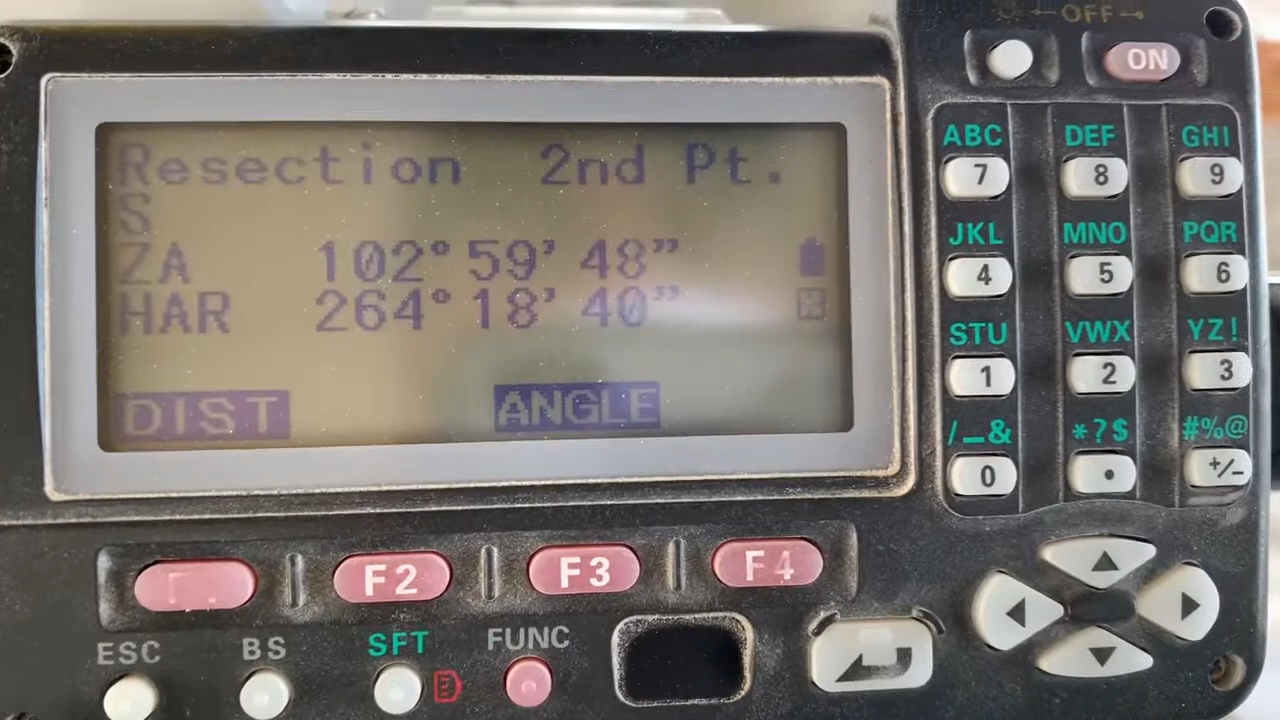 OFF
ON
Resection 2nd Pt.
S
ZA 102°59'48"
HAR 264°18'40"
DIST ANGLE
ABC DEF GHI
7 8 9
JKL MNO PQR
4 5 6
STU VWX YZ!
1 2 3
/_& *?$ #%@
0 • +/-
F2 F3 F4
ESC BS SFT FUNC